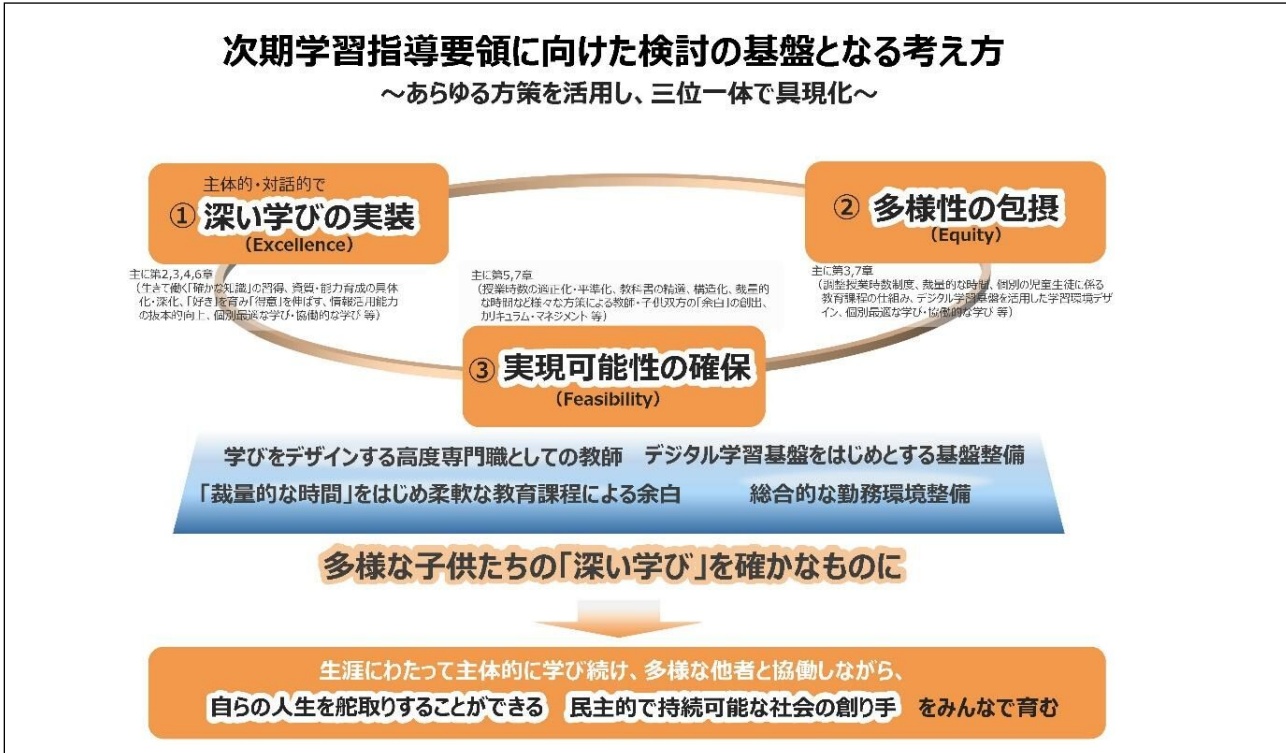 次期学習指導要領に向けた検討の基盤となる考え方
～あらゆる方策を活用し、三位一体で具現化～
主体的・対話的で
① 深い学びの実装
（Excellence）
主に第2,3,4,6章
（生きて働く「確かな知識」の習得、資質・能力育成の具体
化・深化、「好き」を育み「得意」を伸ばす、情報活用能力
の抜本的向上、個別最適な学び・協働的な学び 等）
② 多様性の包摂
（Equity）
主に第3,7章
（調整授業時数制度、裁量的な時間、個別の児童生徒に係る
教育課程の仕組み、デジタル学習基盤を活用した学習環境デザ
イン、個別最適な学び・協働的な学び 等）
主に第5,7章
（授業時数の適正化・平準化、教科書の精選、構造化、裁量的
な時間など様々な方策による教師・子供双方の「余白」の創出、
カリキュラム・マネジメント 等）
③ 実現可能性の確保
（Feasibility）
学びをデザインする高度専門職としての教師 デジタル学習基盤をはじめとする基盤整備
「裁量的な時間」をはじめ柔軟な教育課程による余白 総合的な勤務環境整備
多様な子供たちの「深い学び」を確かなものに
生涯にわたって主体的に学び続け、多様な他者と協働しながら、
自らの人生を舵取りすることができる 民主的で持続可能な社会の創り手 をみんなで育む